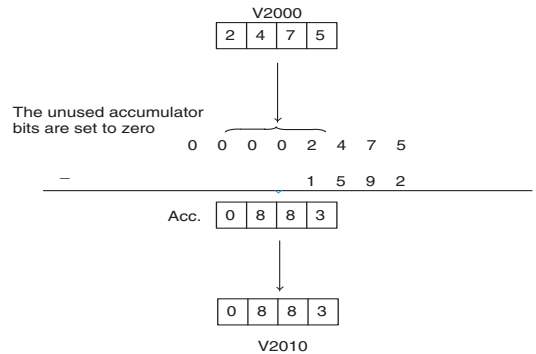 V2000
2 4 7 5
The unused accumulator
bits are set to zero
0 0 0 0 2 4 7 5
– 1 5 9 2
Acc. 0 8 8 3
0 8 8 3
V2010